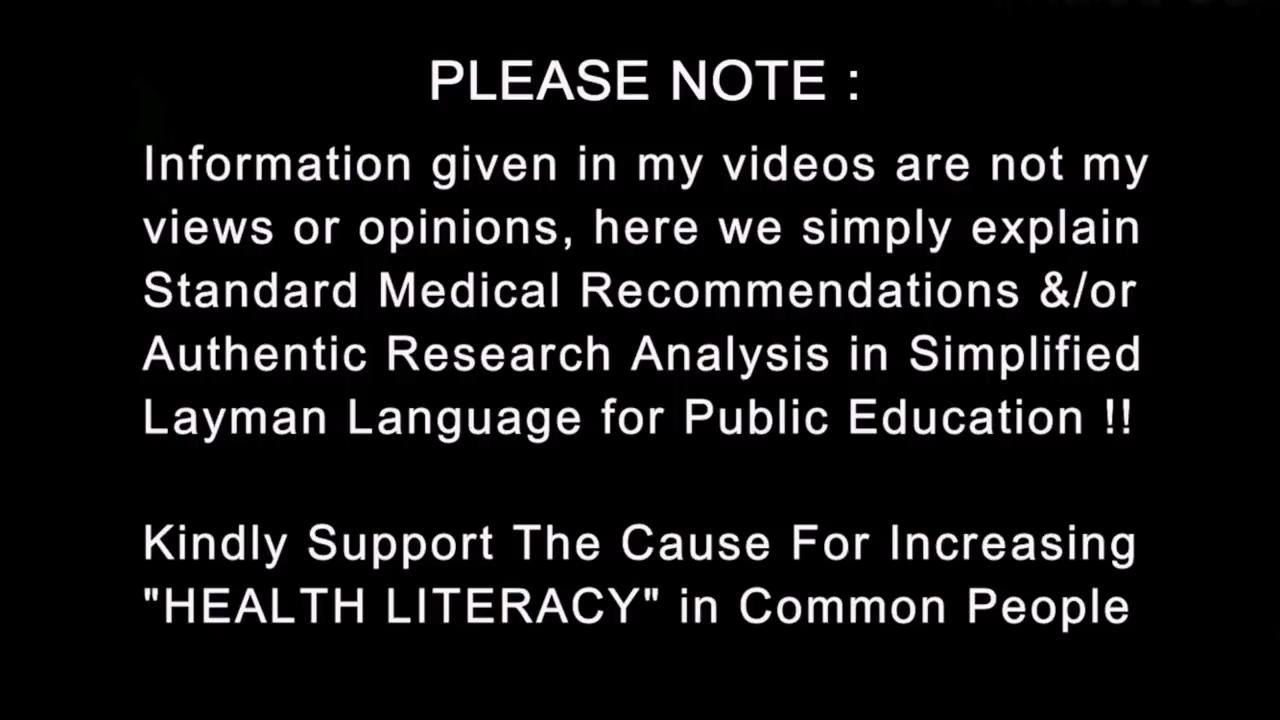 PLEASE NOTE :
Information given in my videos are not my
views or opinions, here we simply explain
Standard Medical Recommendations &/or
Authentic Research Analysis in Simplified
Layman Language for Public Education !!
Kindly Support The Cause For Increasing
"HEALTH LITERACY" in Common People